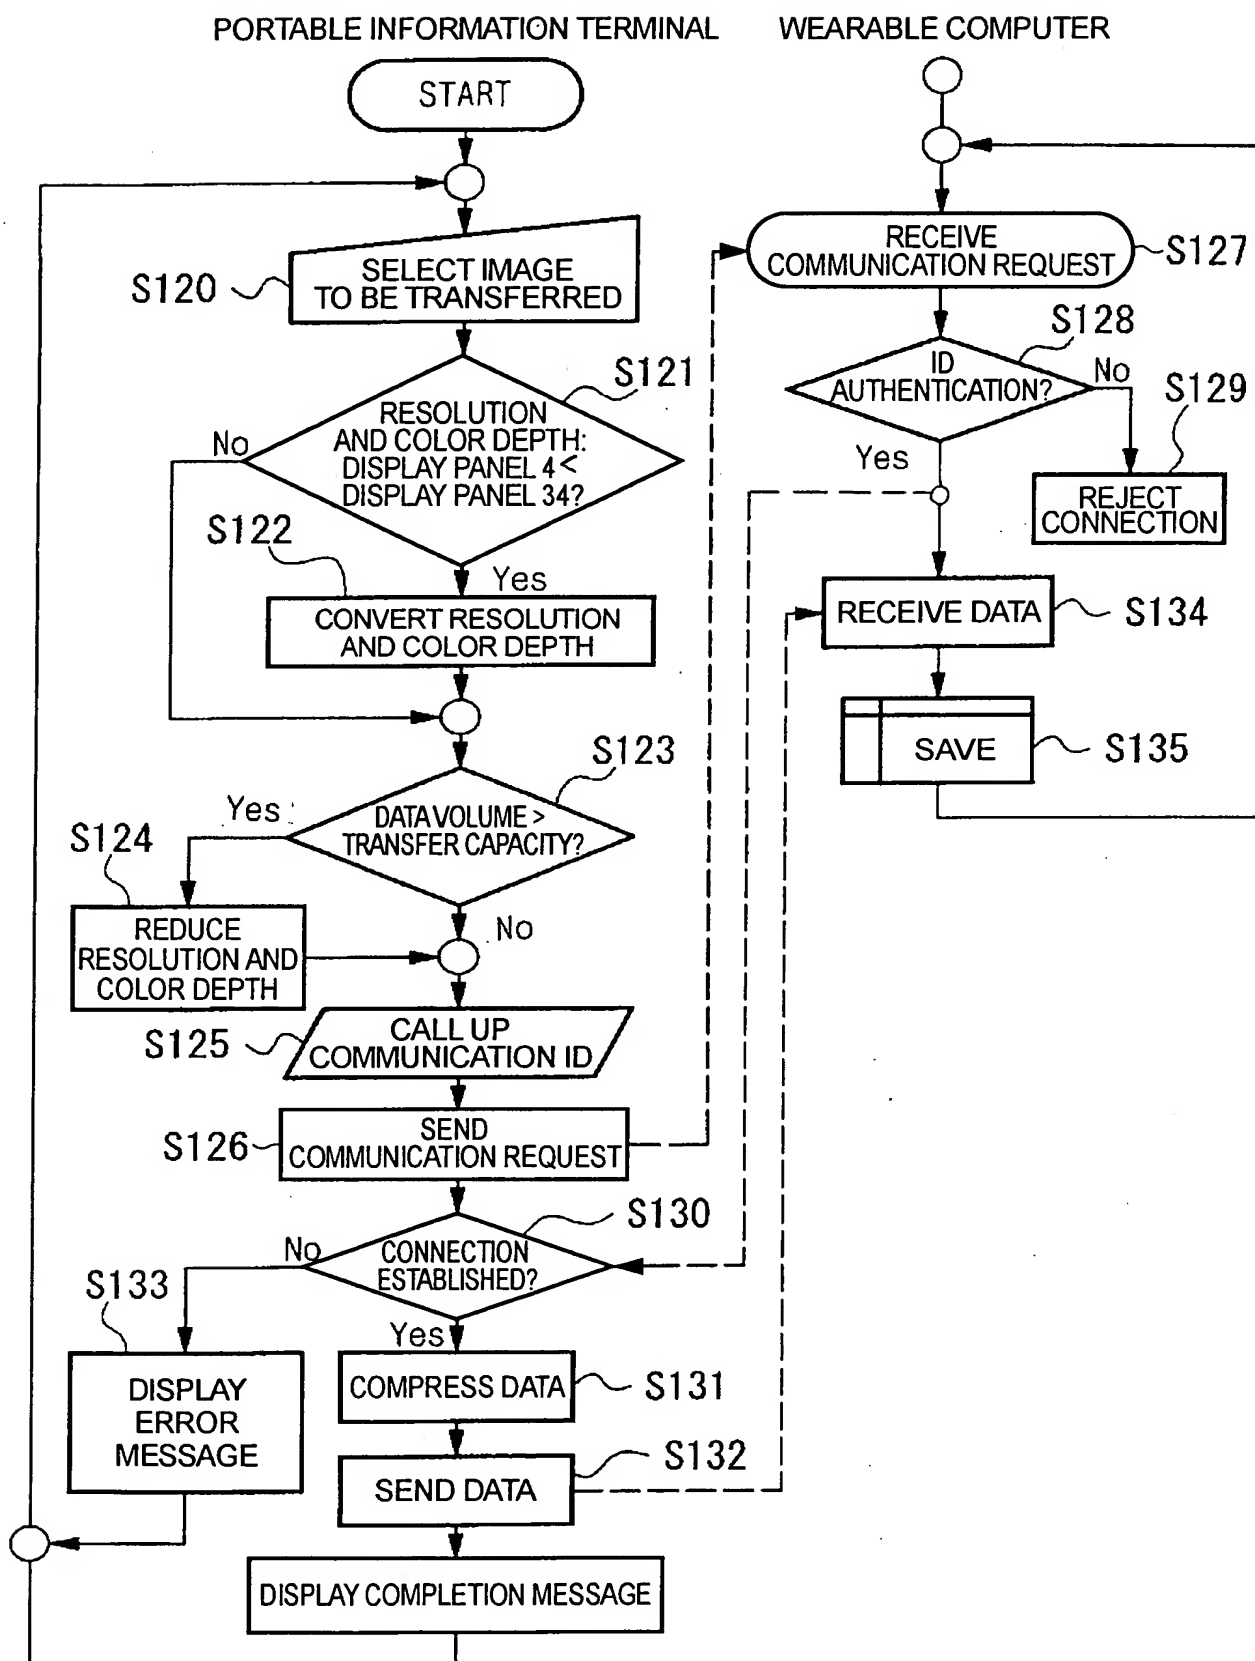 PORTABLE INFORMATION TERMINAL
START
S120
SELECT IMAGE
TO BE TRANSFERRED
S121
RESOLUTION
AND COLOR DEPTH:
DISPLAY PANEL 4<
DISPLAY PANEL 34?
No
Yes
S122
CONVERT RESOLUTION
AND COLOR DEPTH
S123
DATA VOLUME >
TRANSFER CAPACITY?
Yes
No
S124
REDUCE
RESOLUTION AND
COLOR DEPTH
S125
CALL UP
COMMUNICATION ID
S126
SEND
COMMUNICATION REQUEST
S130
CONNECTION
ESTABLISHED?
No
Yes
S133
DISPLAY
ERROR
MESSAGE
COMPRESS DATA
S131
SEND DATA
S132
DISPLAY COMPLETION MESSAGE
WEARABLE COMPUTER
RECEIVE
COMMUNICATION REQUEST
S127
S128
ID
AUTHENTICATION?
No
Yes
S129
REJECT
CONNECTION
RECEIVE DATA
S134
SAVE
S135